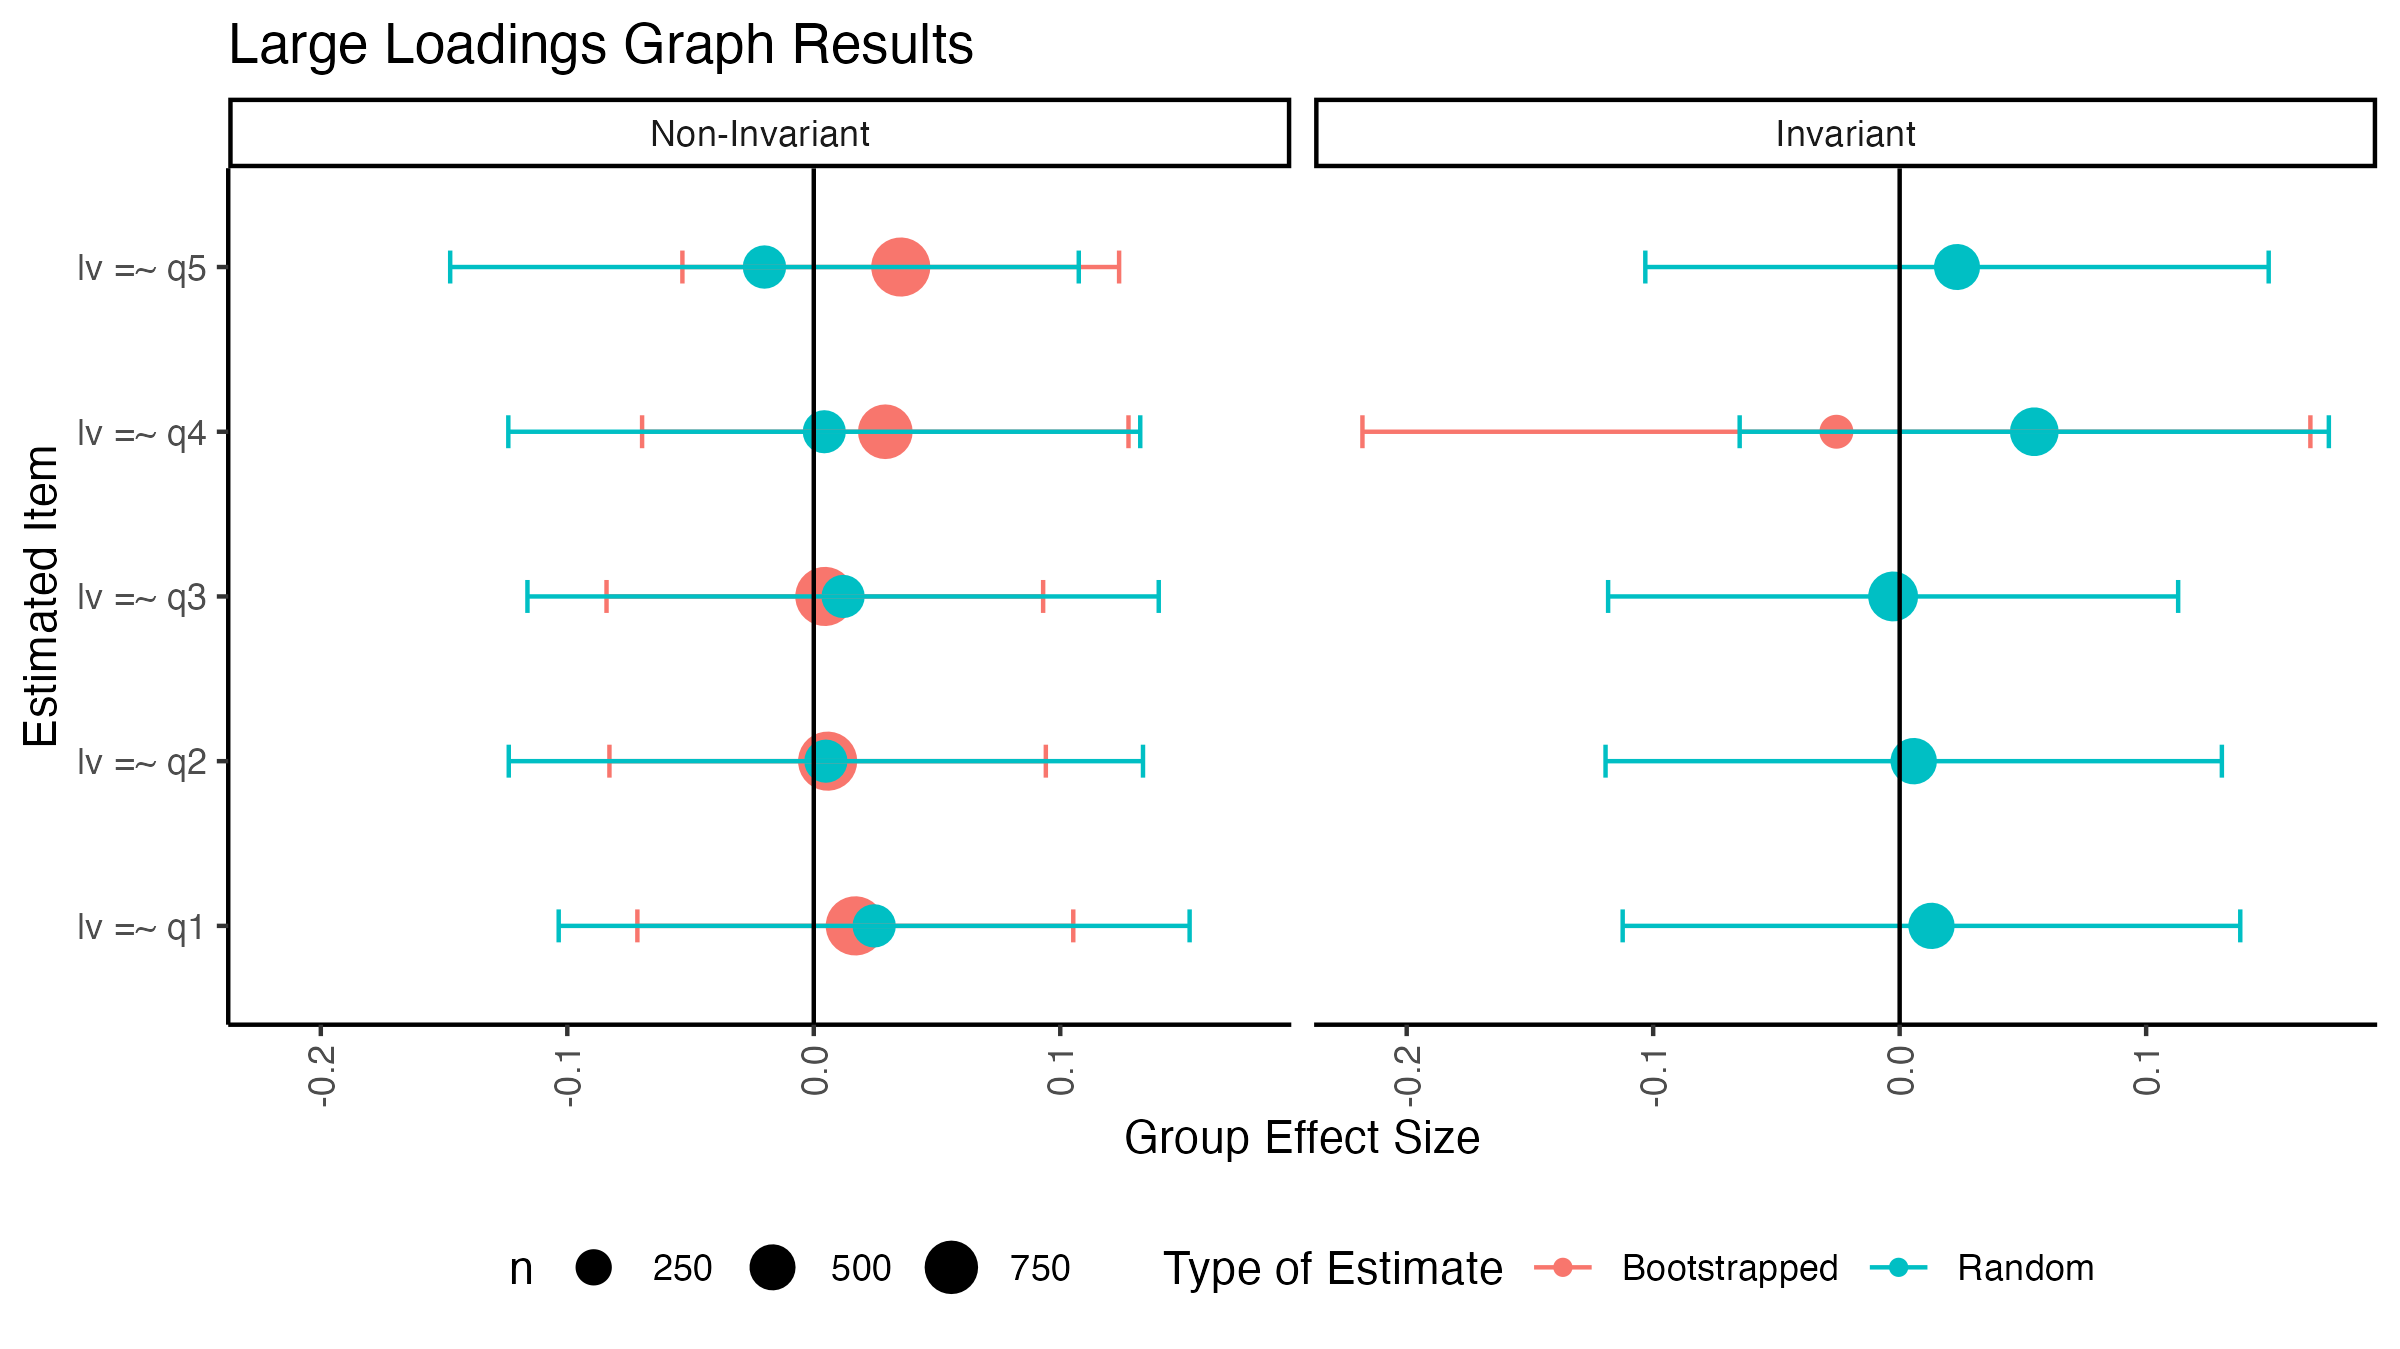 Large Loadings Graph Results
Non-Invariant
Invariant
Estimated Item
lv =~ q5
lv =~ q4
lv =~ q3
lv =~ q2
lv =~ q1
-0.2 -0.1 0.0 0.1
-0.2 -0.1 0.0 0.1
Group Effect Size
n 250 500 750 Type of Estimate Bootstrapped Random